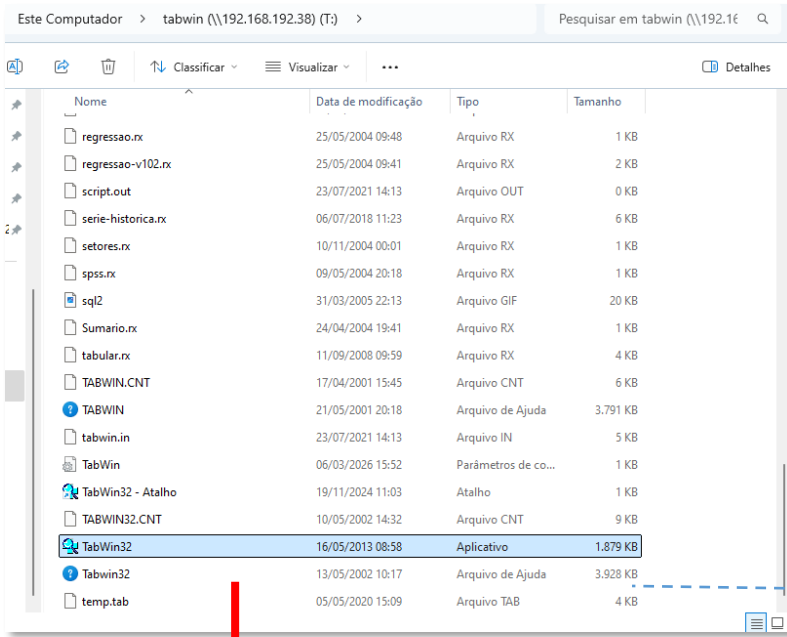 Este Computador > tabwin (\\192.168.192.38) (T:) > Pesquisar em tabwin (\\192.16
A Classificar Visualizar ... Detalhes
Nome Data de modificação Tipo Tamanho
regressao.rx 25/05/2004 09:48 Arquivo RX 1 KB
regressao-v102.rx 25/05/2004 09:41 Arquivo RX 2 KB
script.out 23/07/2021 14:13 Arquivo OUT 0 KB
serie-historica.rx 06/07/2018 11:23 Arquivo RX 6 KB
setores.rx 10/11/2004 00:01 Arquivo RX 1 KB
spss.rx 09/05/2004 20:18 Arquivo RX 1 KB
sql2 31/03/2005 22:13 Arquivo GIF 20 KB
Sumario.rx 24/04/2004 19:41 Arquivo RX 1 KB
tabular.rx 11/09/2008 09:59 Arquivo RX 4 KB
TABWIN.CNT 17/04/2001 15:45 Arquivo CNT 6 KB
TABWIN 21/05/2001 20:18 Arquivo de Ajuda 3.791 KB
tabwin.in 23/07/2021 14:13 Arquivo IN 5 KB
TabWin 06/03/2026 15:52 Parâmetros de co... 1 KB
TabWin32 - Atalho 19/11/2024 11:03 Atalho 1 KB
TABWIN32.CNT 10/05/2002 14:32 Arquivo CNT 9 KB
TabWin32 16/05/2013 08:58 Aplicativo 1.879 KB
Tabwin32 13/05/2002 10:17 Arquivo de Ajuda 3.928 KB
temp.tab 05/05/2020 15:09 Arquivo TAB 4 KB